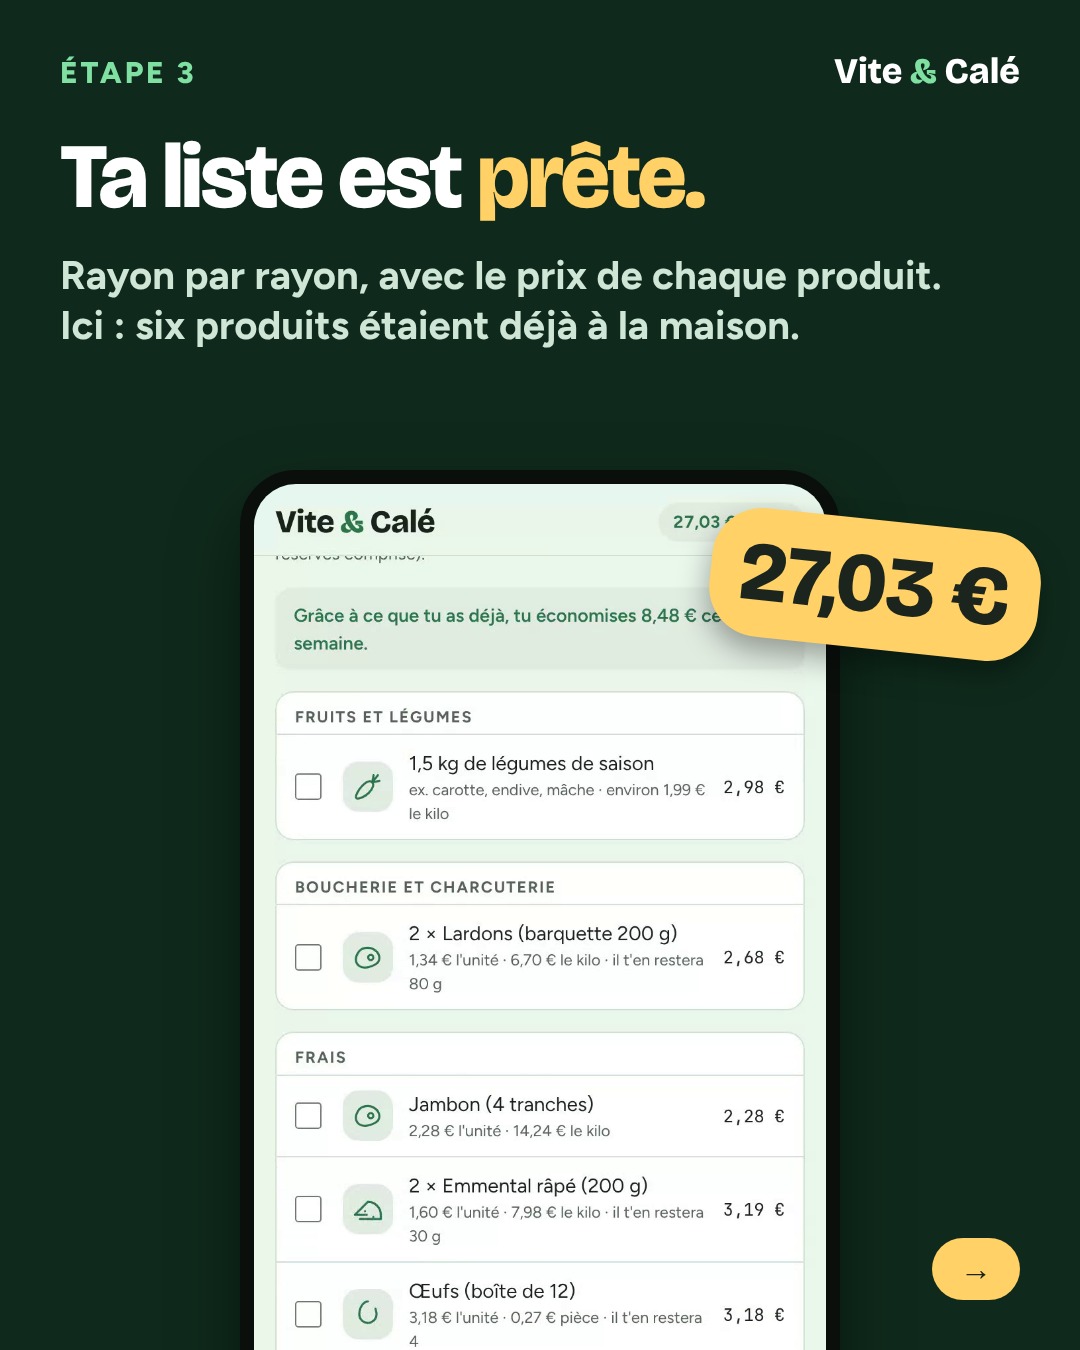 ÉTAPE 3
Vite & Calé
Ta liste est prête.
Rayon par rayon, avec le prix de chaque produit.
Ici : six produits étaient déjà à la maison.
Vite & Calé
27,03 €
27,03 €
réserves comprise).
Grâce à ce que tu as déjà, tu économises 8,48 €
semaine.
FRUITS ET LÉGUMES
1,5 kg de légumes de saison
ex. carotte, endive, mâche · environ 1,99 €
le kilo
2,98 €
BOUCHERIE ET CHARCUTERIE
2 × Lardons (barquette 200 g)
1,34 € l'unité · 6,70 € le kilo · il t'en restera
80 g
2,68 €
FRAIS
Jambon (4 tranches)
2,28 € l'unité · 14,24 € le kilo
2,28 €
2 × Emmental râpé (200 g)
1,60 € l'unité · 7,98 € le kilo · il t'en restera
30 g
3,19 €
Œufs (boîte de 12)
3,18 € l'unité · 0,27 € pièce · il t'en restera
4
3,18 €
→